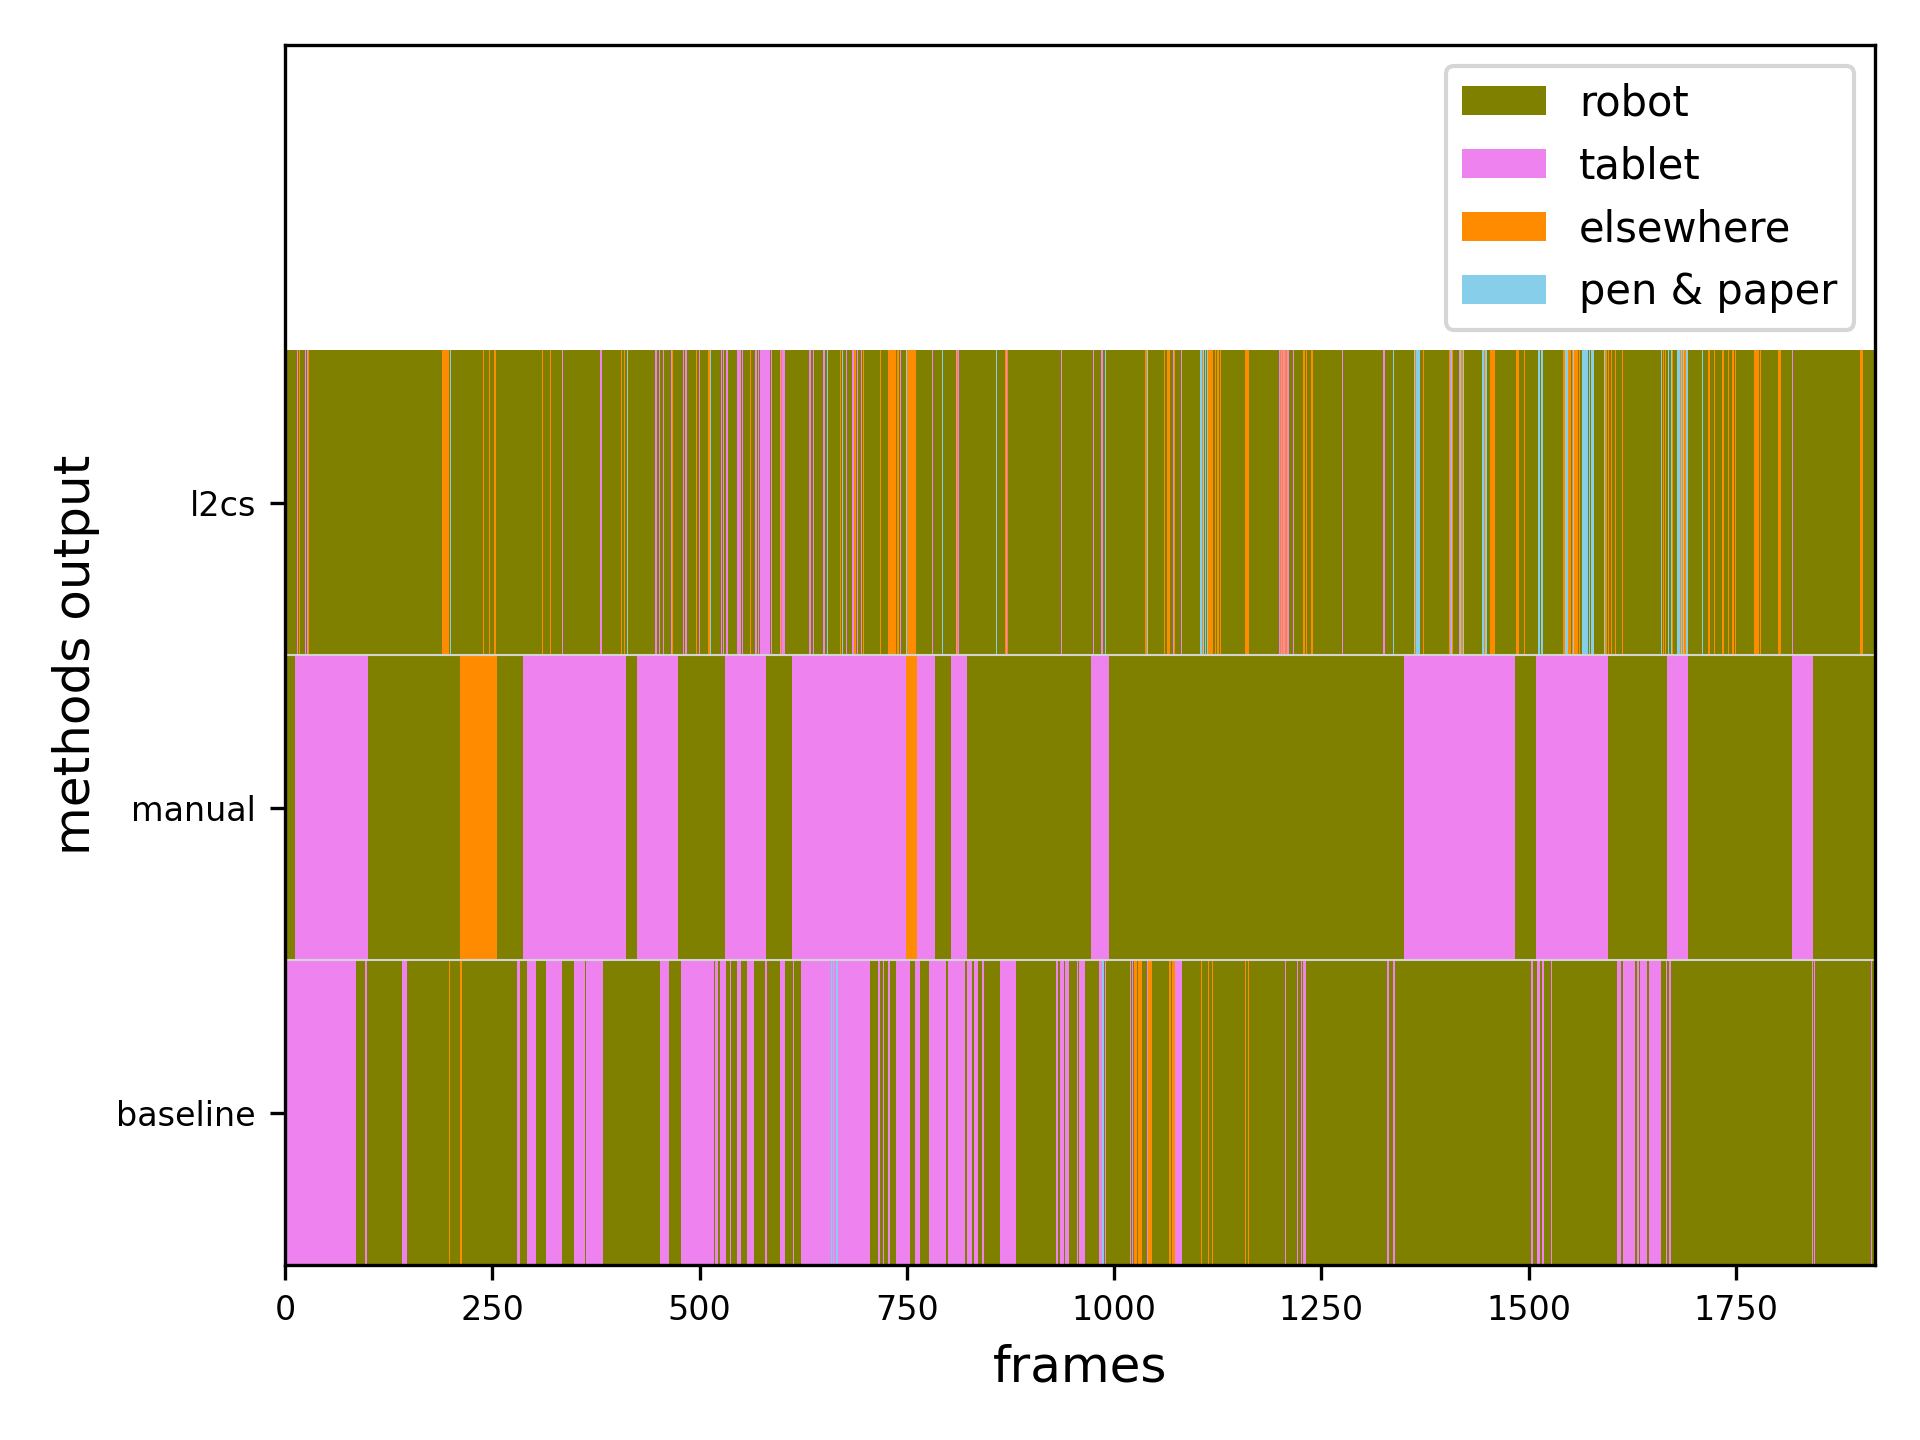 robot
tablet
elsewhere
pen & paper
methods output
l2cs
manual
baseline
0 250 500 750 1000 1250 1500 1750
frames